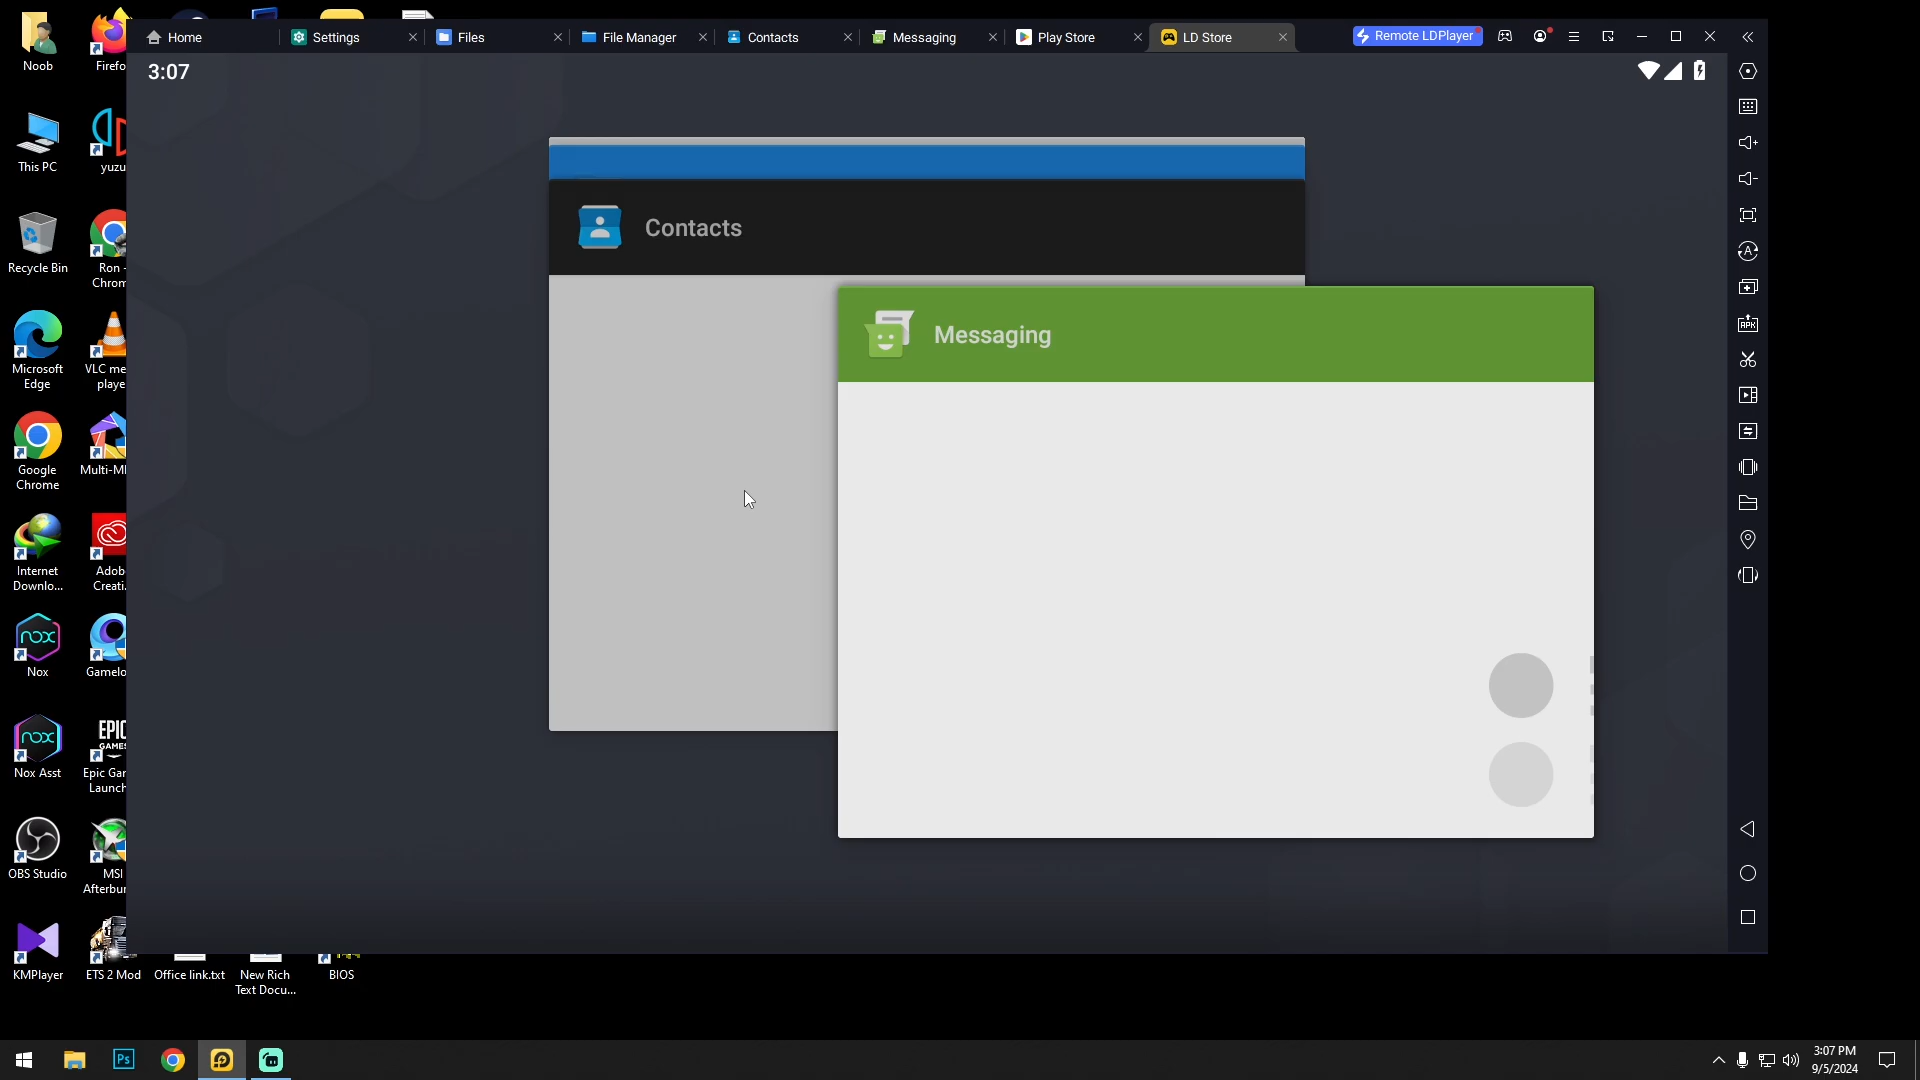 Home
Settings
Files
File Manager
Contacts
Messaging
Play Store
LD Store
Remote LDPlayer
3:07
Contacts
Messaging
Noob
Firefo
This PC
yuzu
Recycle Bin
Ron -
Chrom
Microsoft
Edge
VLC me
playe
Google
Chrome
Multi-MI
Internet
Downlo...
Adob
Creati.
Nox
Gamelo
EPIC
GAMES
Nox Asst
Epic Gar
Launch
OBS Studio
MSI
Afterbur
KMPlayer
ETS 2 Mod
Office link.txt
New Rich
Text Docu...
BIOS
Ps
3:07 PM
9/5/2024